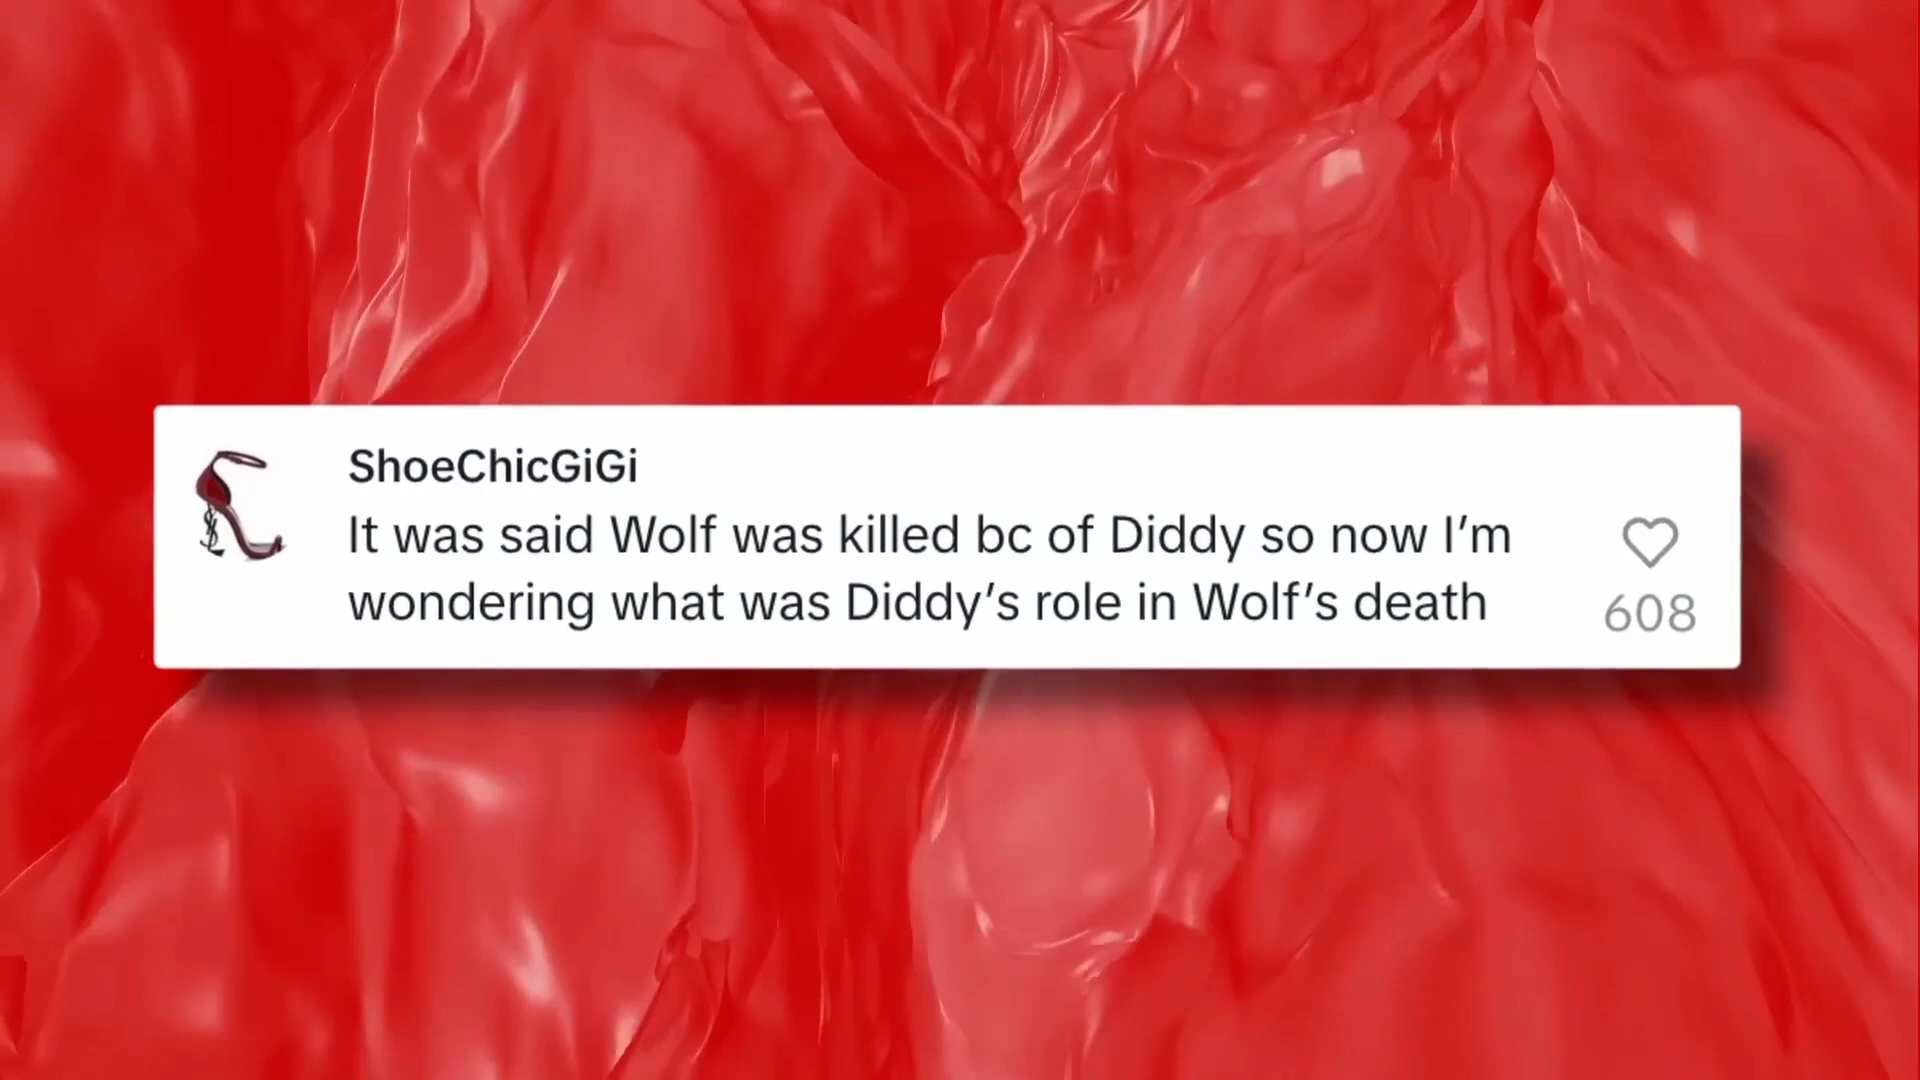 ShoeChicGiGi
It was said Wolf was killed bc of Diddy so now I’m
wondering what was Diddy’s role in Wolf’s death
608